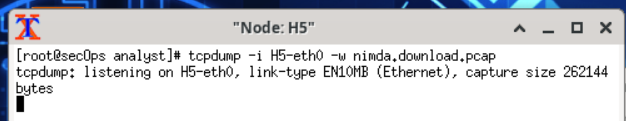 "Node: H5"
[root@secOps analyst]# tcpdump -i H5-eth0 -w nimda.download.pcap
tcpdump: listening on H5-eth0, link-type EN10MB (Ethernet), capture size 262144
bytes